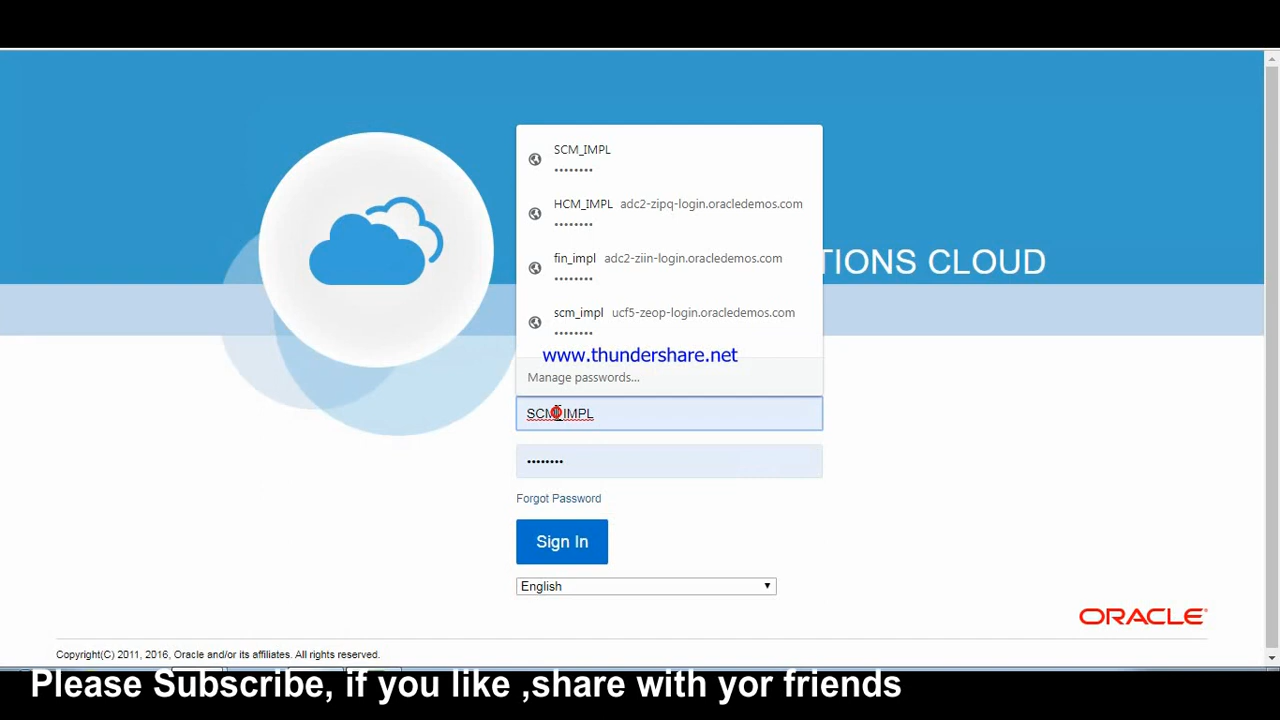 SCM_IMPL
••••••••
HCM_IMPL adc2-zipq-login.oracledemos.com
••••••••
fin_impl adc2-ziin-login.oracledemos.com
••••••••
scm_impl ucf5-zeop-login.oracledemos.com
••••••••
TIONS CLOUD
www.thundershare.net
Manage passwords...
SCM_IMPL
••••••••
Forgot Password
Sign In
English
ORACLE
Copyright(C) 2011, 2016, Oracle and/or its affiliates. All rights reserved.
Please Subscribe, if you like ,share with yor friends